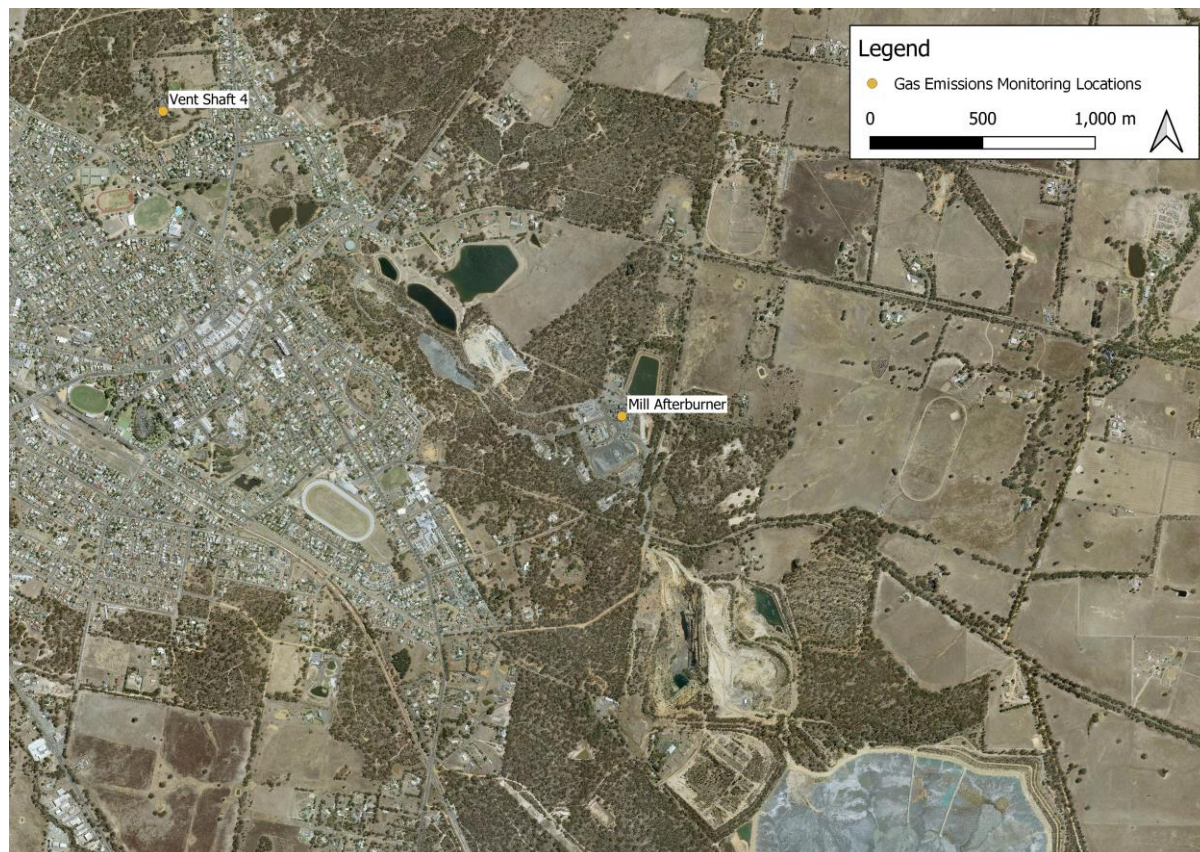 Legend
Gas Emissions Monitoring Locations
0 500 1,000 m
Vent Shaft 4
Mill Afterburner